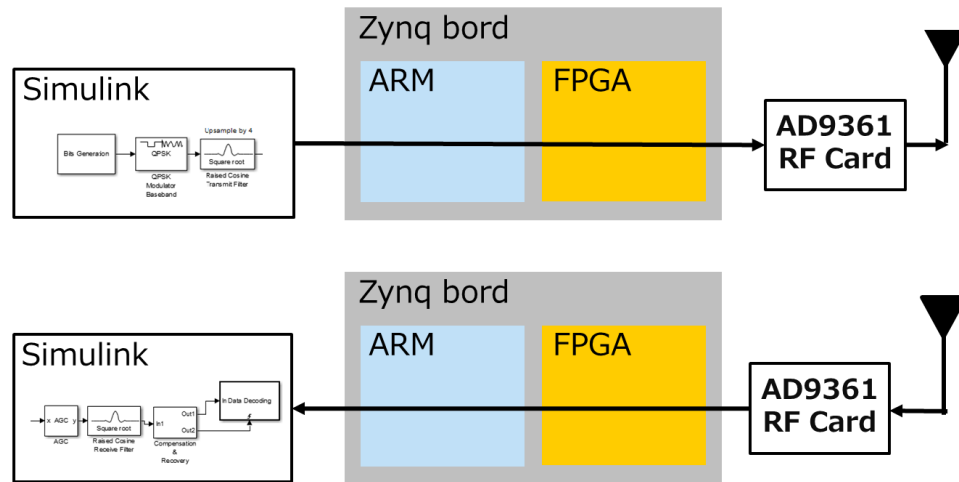 Zynq bord
Simulink
ARM
FPGA
Upsample by 4
Bits Generation
QPSK
Square root
QPSK
Modulator
Baseband
Raised Cosine
Transmit Filter
AD9361
RF Card
Zynq bord
Simulink
ARM
FPGA
x AGC y
AGC
Square root
Raised Cosine
Receive Filter
In1
Out1
Out2
Compensation
&
Recovery
In Data Decoding
AD9361
RF Card